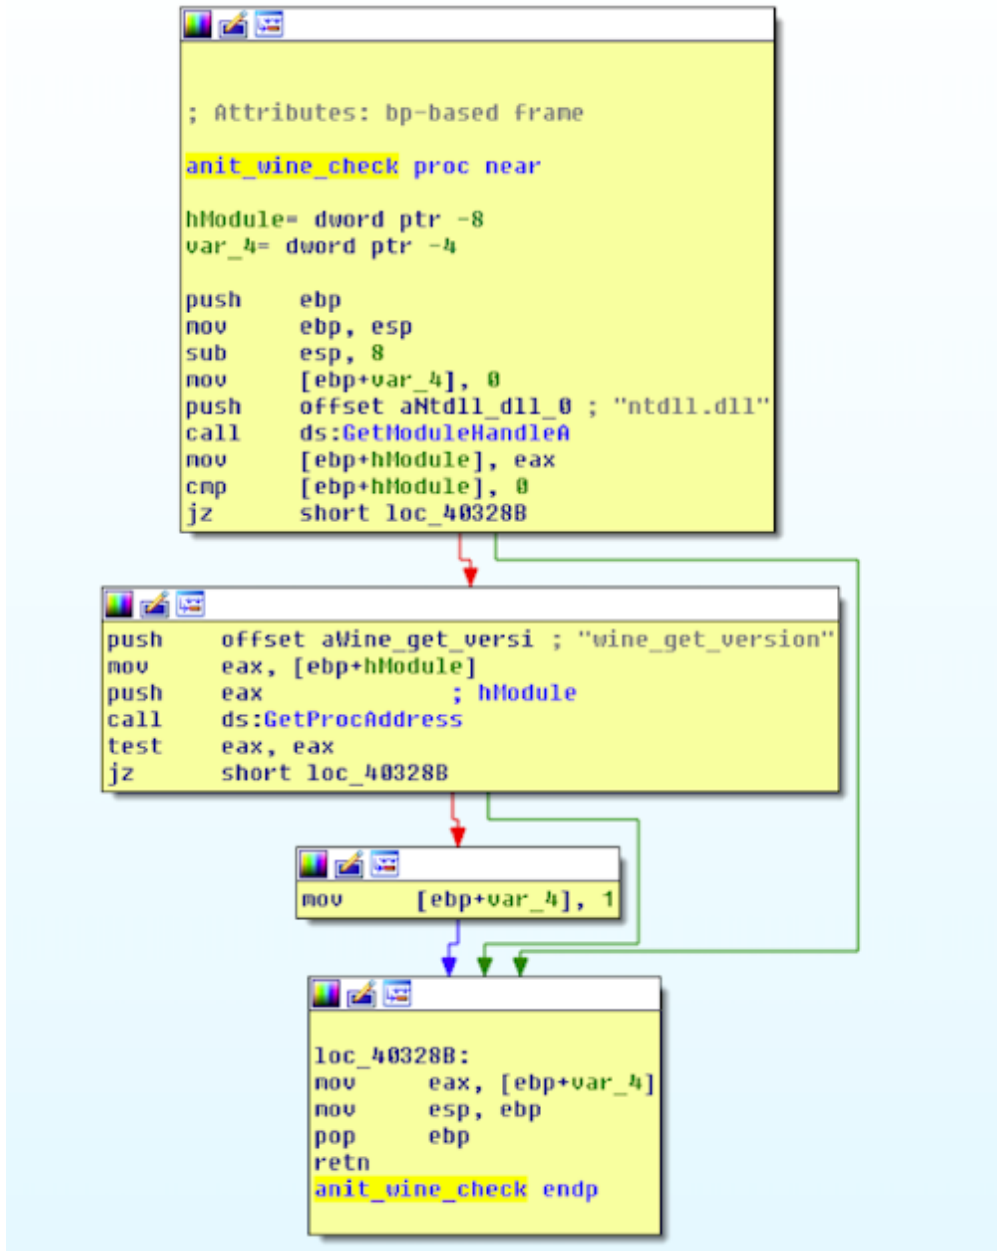 ; Attributes: bp-based frame
anit_wine_check proc near
hModule= dword ptr -8
var_4= dword ptr -4
push ebp
mov ebp, esp
sub esp, 8
mov [ebp+var_4], 0
push offset aNtdll_dll_0 ; "ntdll.dll"
call ds:GetModuleHandleA
mov [ebp+hModule], eax
cmp [ebp+hModule], 0
jz short loc_40328B
push offset aWine_get_versi ; "wine_get_version"
mov eax, [ebp+hModule]
push eax ; hModule
call ds:GetProcAddress
test eax, eax
jz short loc_40328B
mov [ebp+var_4], 1
loc_40328B:
mov eax, [ebp+var_4]
mov esp, ebp
pop ebp
retn
anit_wine_check endp